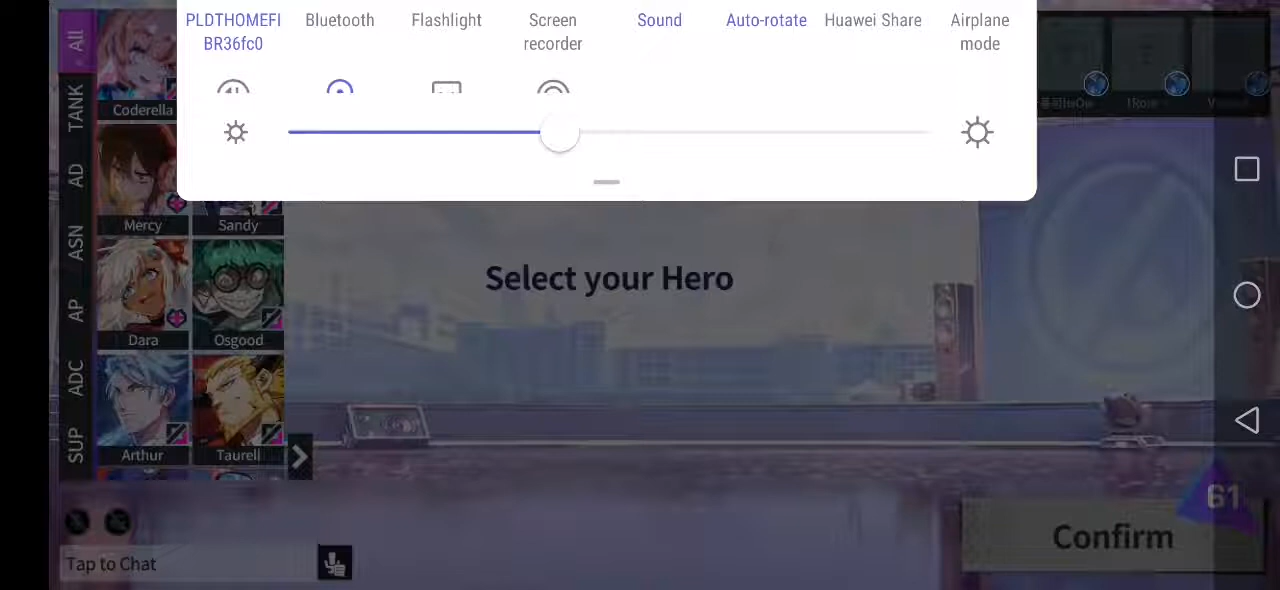 PLDTHOMEFI
BR36fc0
Bluetooth
Flashlight
Screen
recorder
Sound
Auto-rotate
Huawei Share
Airplane
mode
All
TANK
AD
ASN
AP
ADC
SUP
Coderella
Mercy
Sandy
Dara
Osgood
Arthur
Taurell
Select your Hero
61
Confirm
Tap to Chat